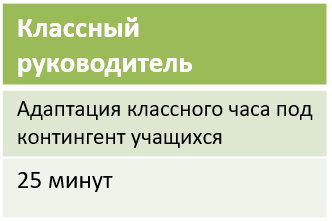 Классный
руководитель
Адаптация классного часа под
контингент учащихся
25 минут